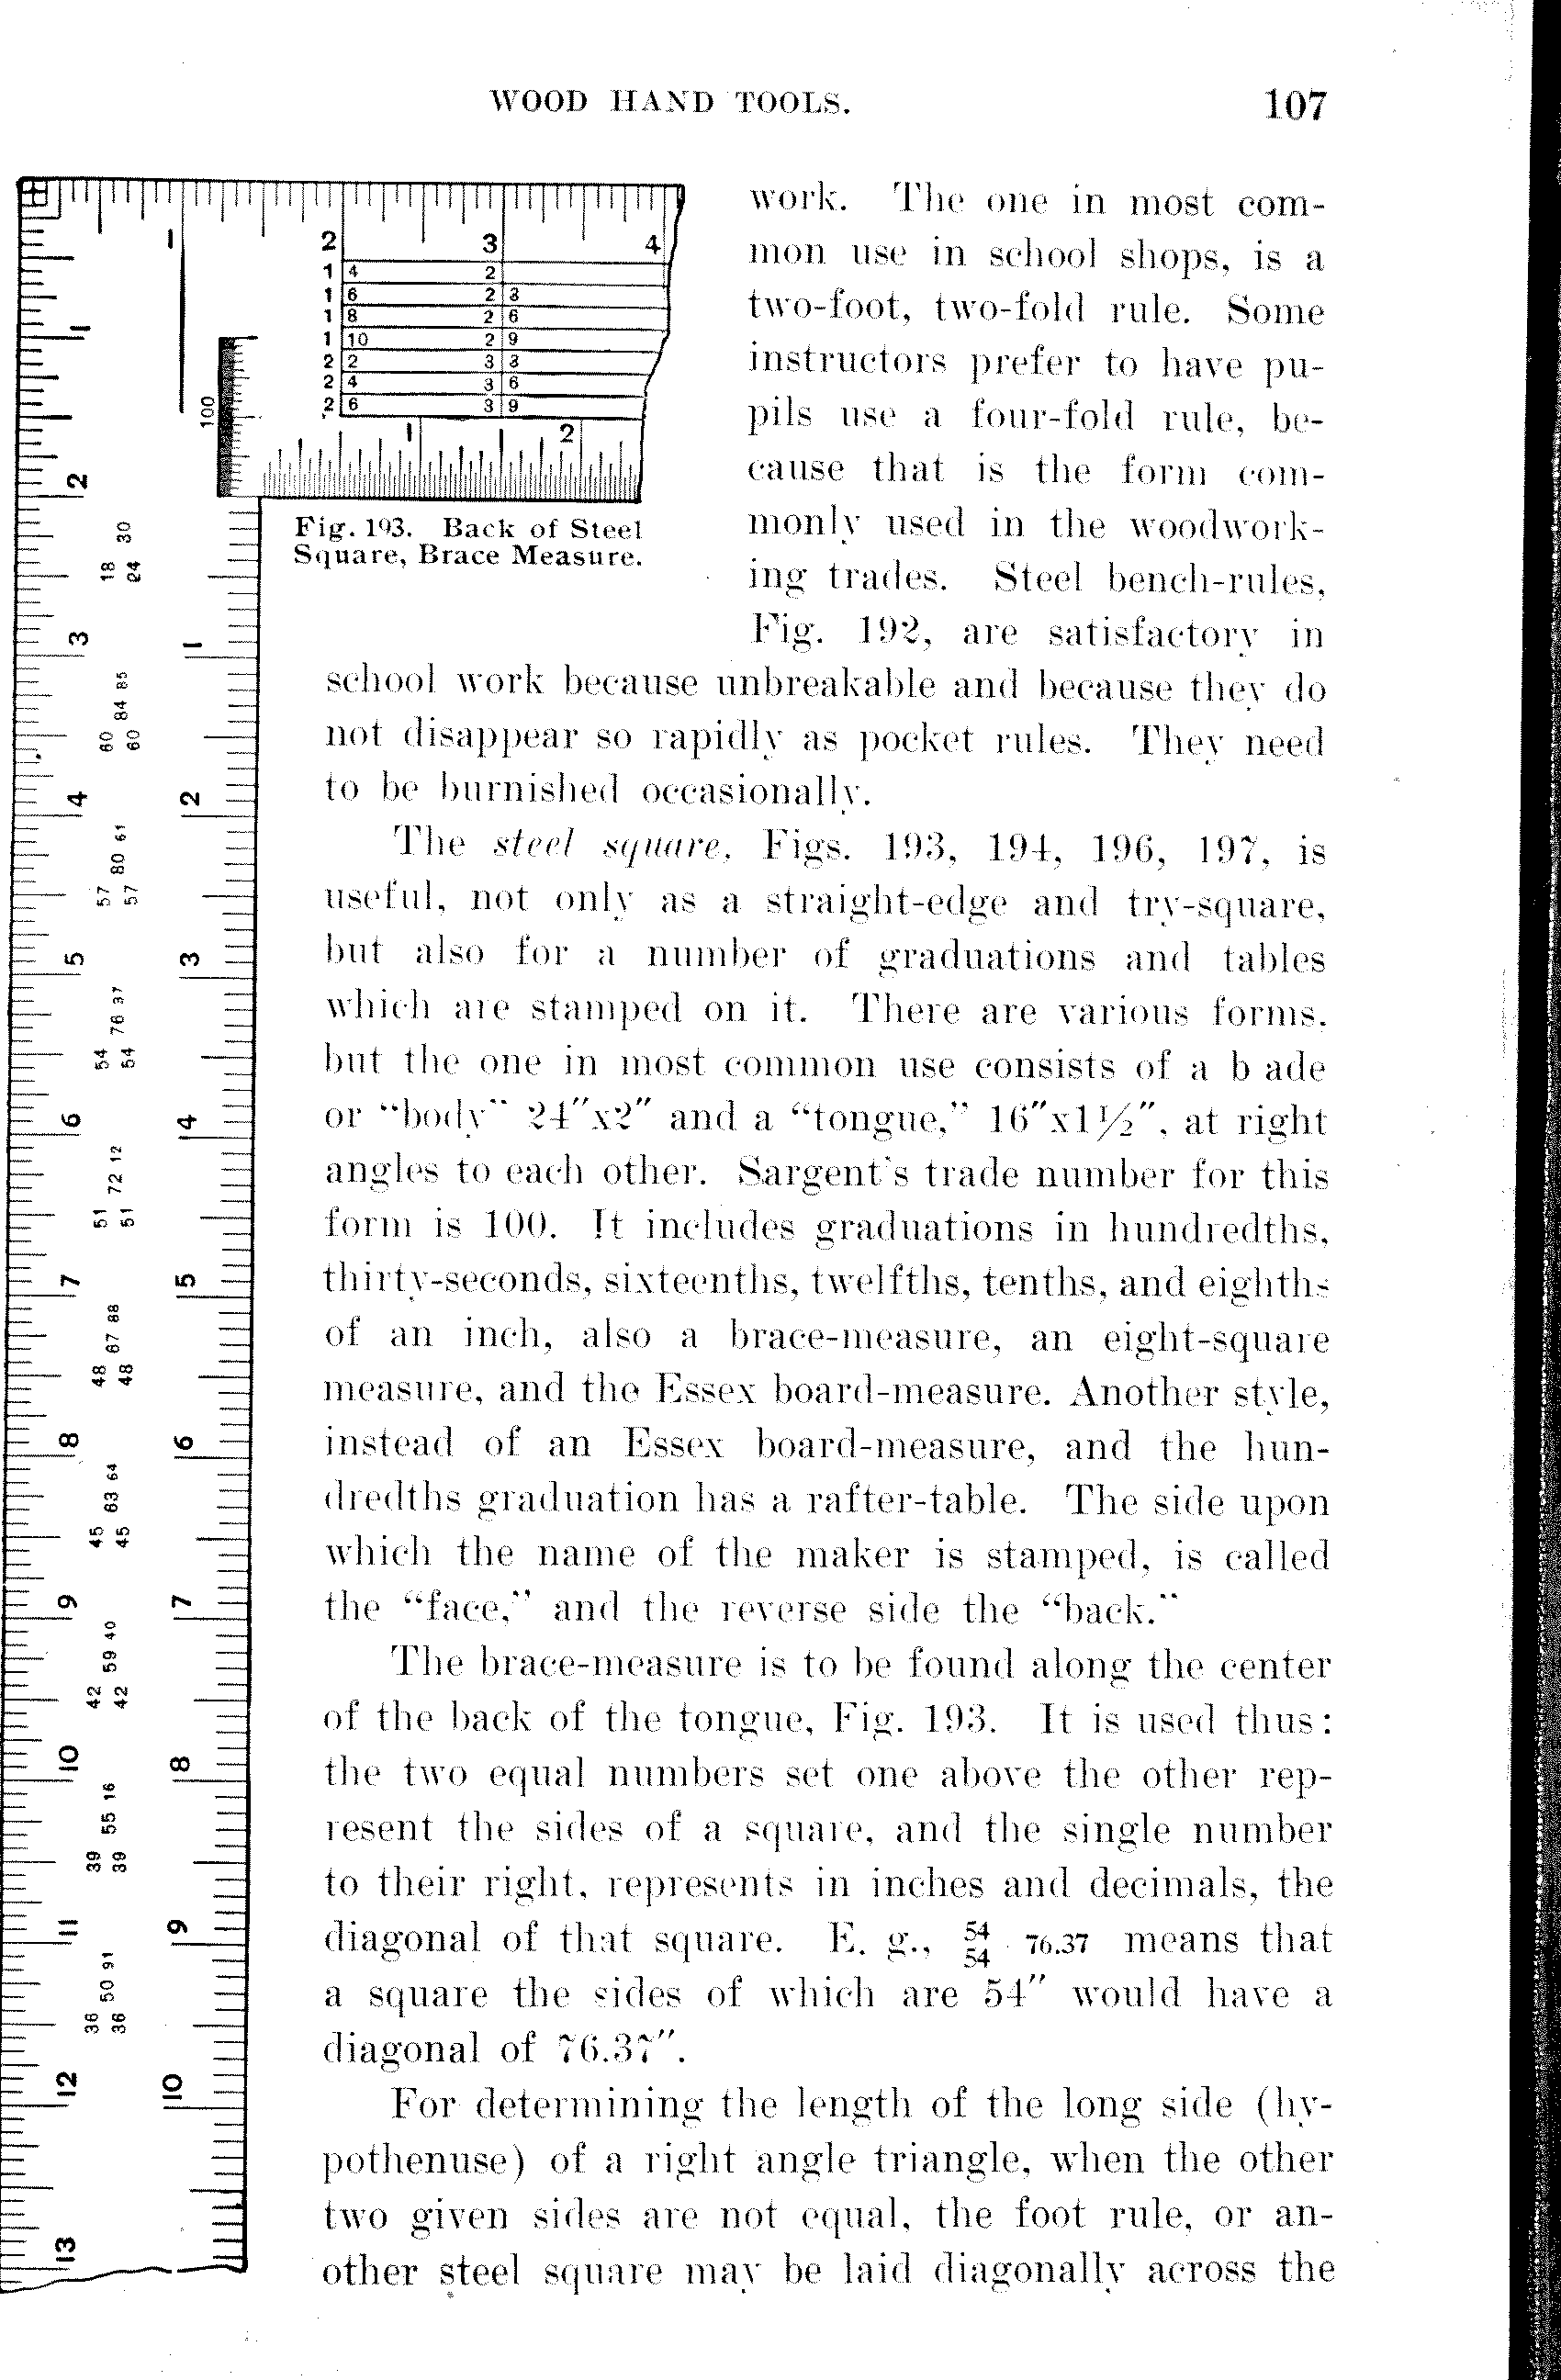 WOOD HAND TOOLS. 107
1 2 3 4
1 4 2
1 6 2 3
1 8 2 6
1 10 2 9
2 2 3 3
2 4 3 6
2 6 3 9
1 2
100
Fig. 193. Back of Steel
Square, Brace Measure.
1
2
18 24 30
3 1
60 60 84 85
4 2
57 57 80 61
5 3
54 54 76 37
6 4
51 51 72 12
7 5
48 48 67 88
8 6
45 45 63 64
9 7
42 42 59 40
10 8
39 39 55 16
11 9
36 36 50 91
12 10
13
work. The one in most com-
mon use in school shops, is a
two-foot, two-fold rule. Some
instructors prefer to have pu-
pils use a four-fold rule, be-
cause that is the form com-
monly used in the woodwork-
ing trades. Steel bench-rules,
Fig. 192, are satisfactory in
school work because unbreakable and because they do
not disappear so rapidly as pocket rules. They need
to be burnished occasionally.
The steel square, Figs. 193, 194, 196, 197, is
useful, not only as a straight-edge and try-square,
but also for a number of graduations and tables
which are stamped on it. There are various forms.
but the one in most common use consists of a b ade
or "body" 24"x2" and a "tongue," 16"x1½", at right
angles to each other. Sargent's trade number for this
form is 100. It includes graduations in hundredths,
thirty-seconds, sixteenths, twelfths, tenths, and eighths
of an inch, also a brace-measure, an eight-square
measure, and the Essex board-measure. Another style,
instead of an Essex board-measure, and the hun-
dredths graduation has a rafter-table. The side upon
which the name of the maker is stamped, is called
the "face," and the reverse side the "back."
The brace-measure is to be found along the center
of the back of the tongue, Fig. 193. It is used thus:
the two equal numbers set one above the other rep-
resent the sides of a square, and the single number
to their right, represents in inches and decimals, the
diagonal of that square. E. g., 54/54 76.37 means that
a square the sides of which are 54" would have a
diagonal of 76.37".
For determining the length of the long side (hy-
pothenuse) of a right angle triangle, when the other
two given sides are not equal, the foot rule, or an-
other steel square may be laid diagonally across the